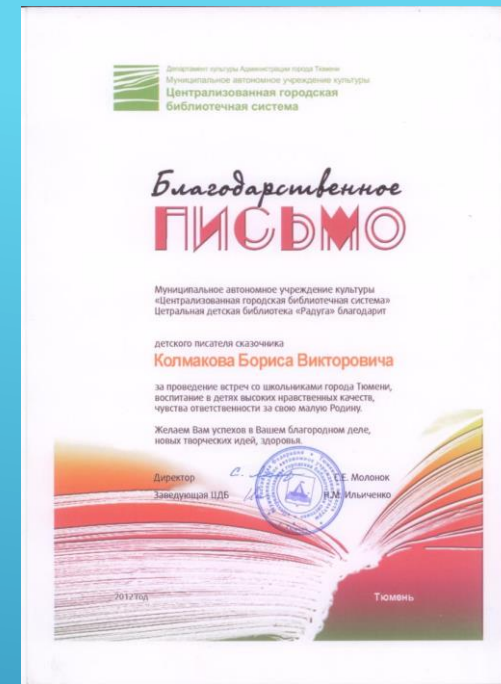 Департамент культуры Администрации города Тюмени
Муниципальное автономное учреждение культуры
Централизованная городская
библиотечная система
Благодарственное
ПИСЬМО
Муниципальное автономное учреждение культуры
«Централизованная городская библиотечная система»
Цетральная детская библиотека «Радуга» благодарит
детского писателя сказочника
Колмакова Бориса Викторовича
за проведение встреч со школьниками города Тюмени,
воспитание в детях высоких нравственных качеств,
чувства ответственности за свою малую Родину.
Желаем Вам успехов в Вашем благородном деле,
новых творческих идей, здоровья.
Директор С.Е. Молонок
Заведующая ЦДБ Н.М. Ильиченко
2012 год Тюмень